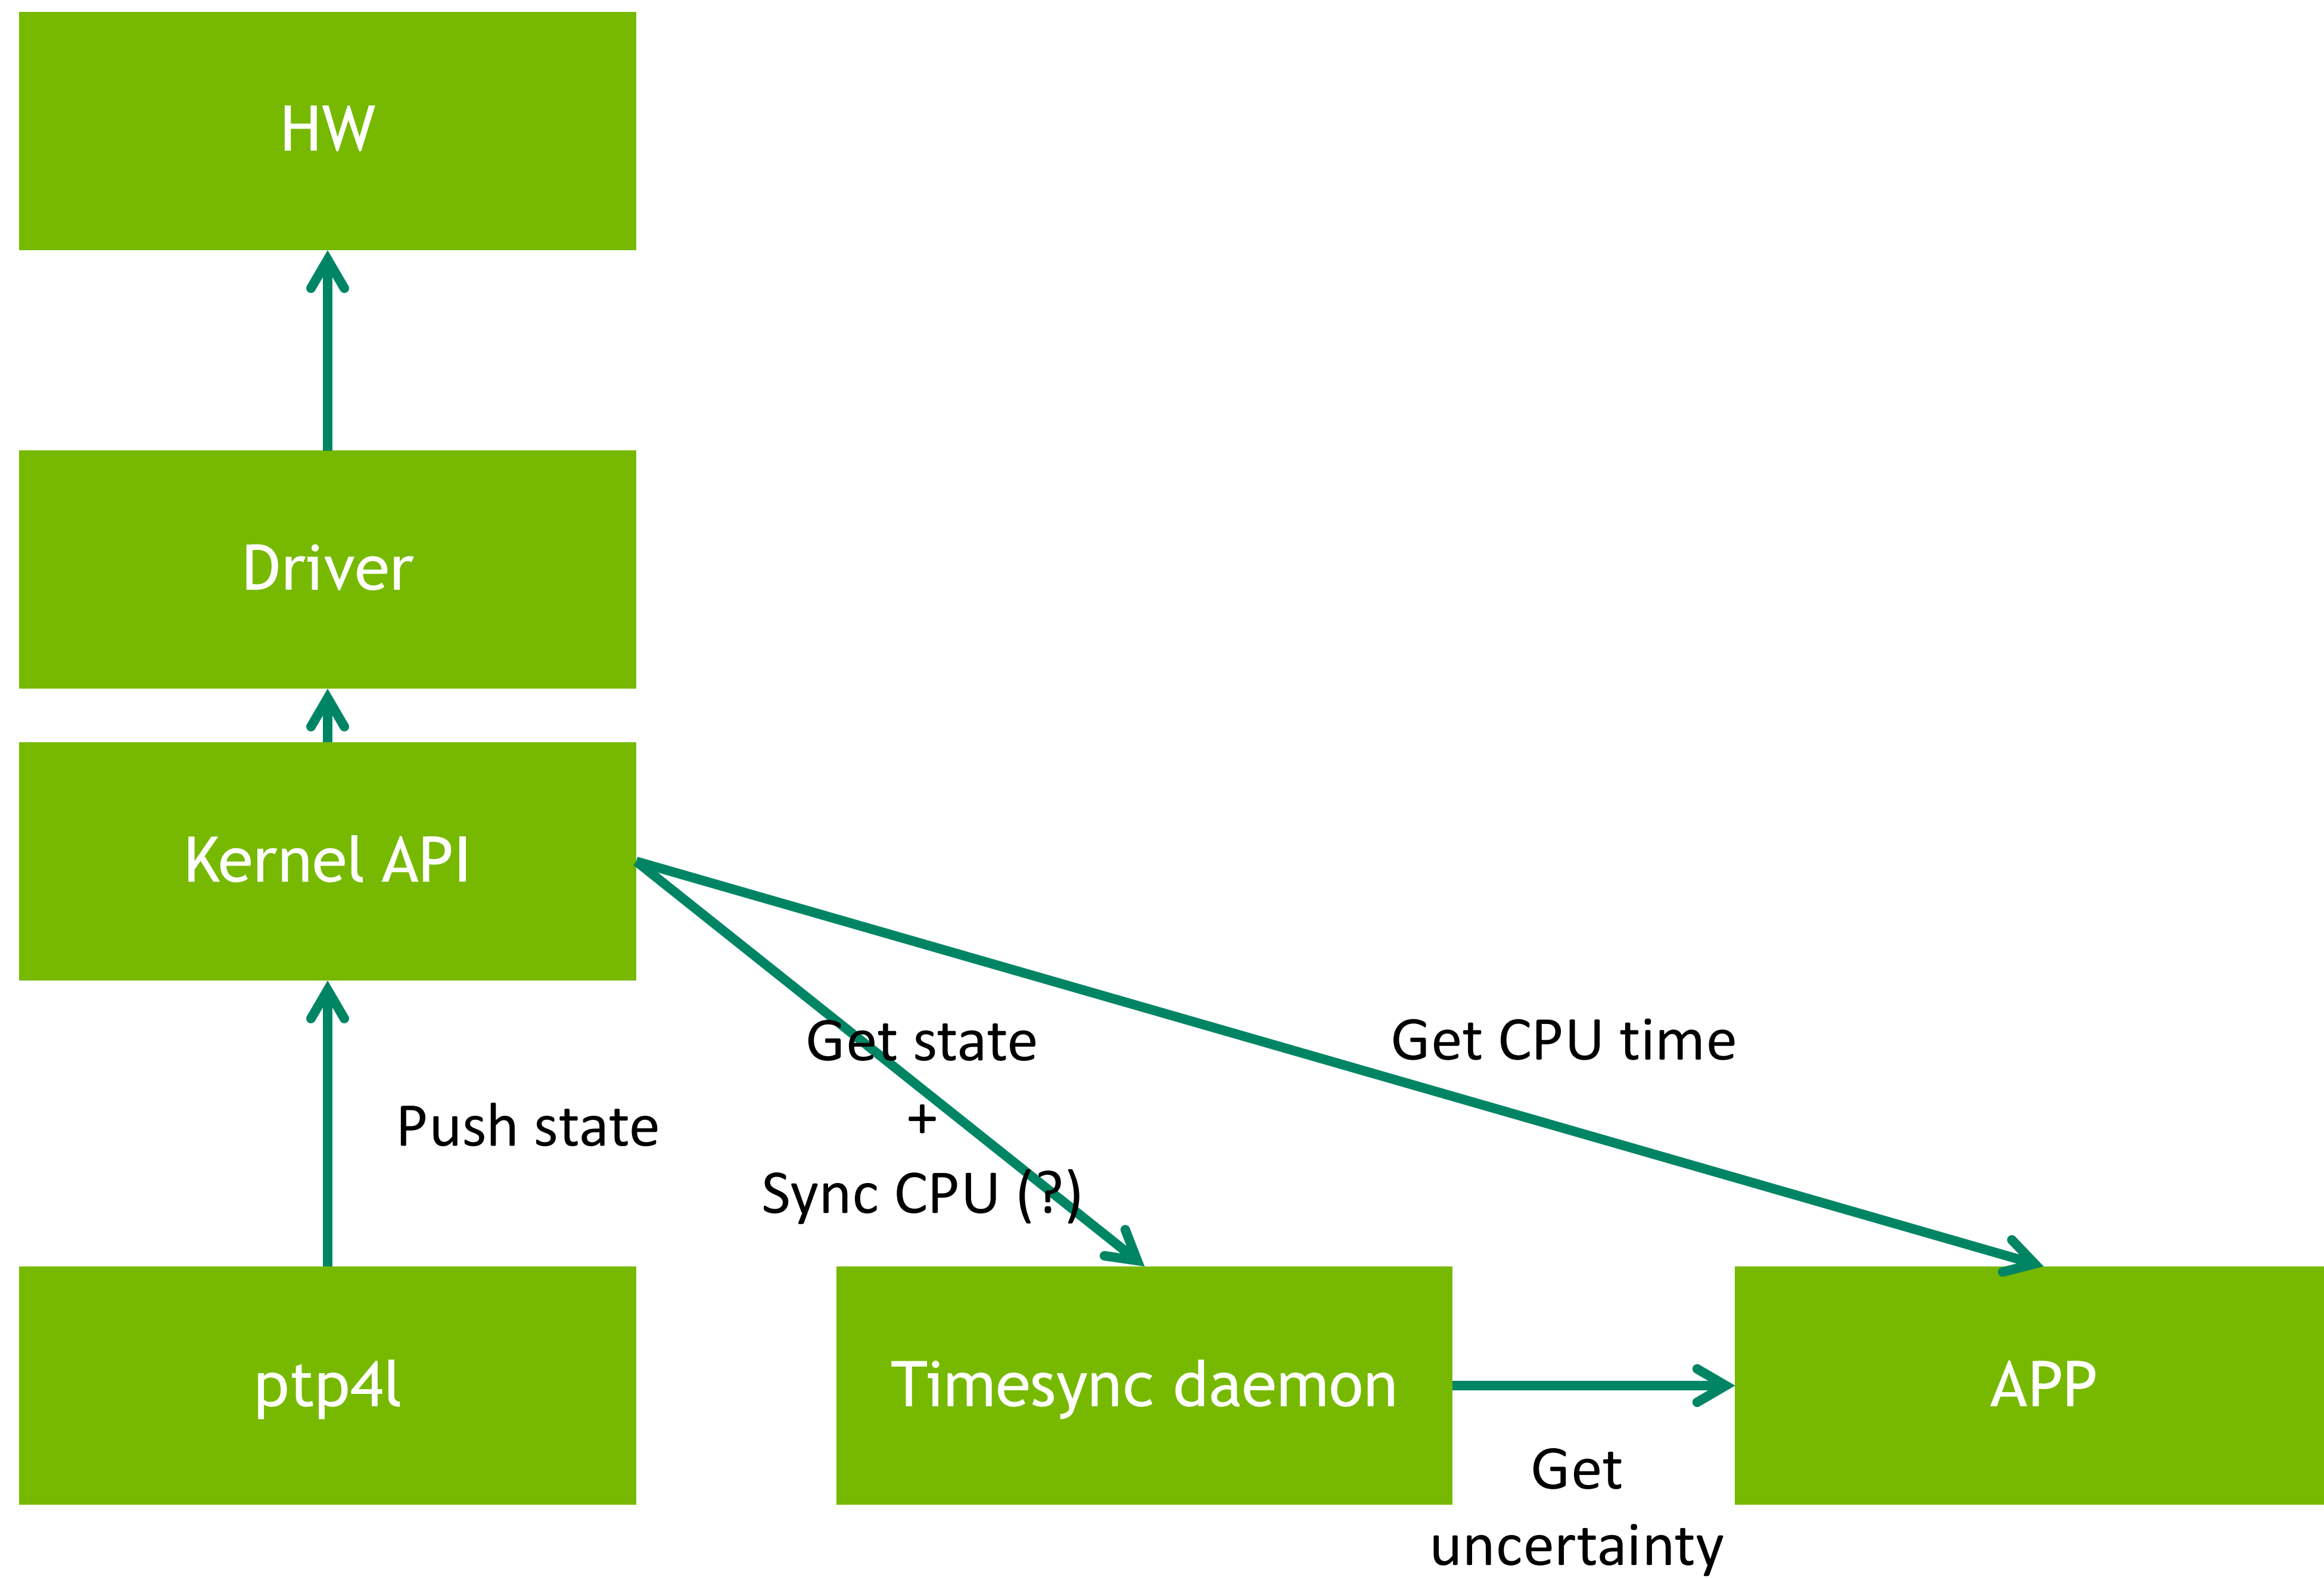 HW
Driver
Kernel API
Get state
Get CPU time
+
Push state
Sync CPU (?)
ptp4l
Timesync daemon
APP
Get
uncertainty